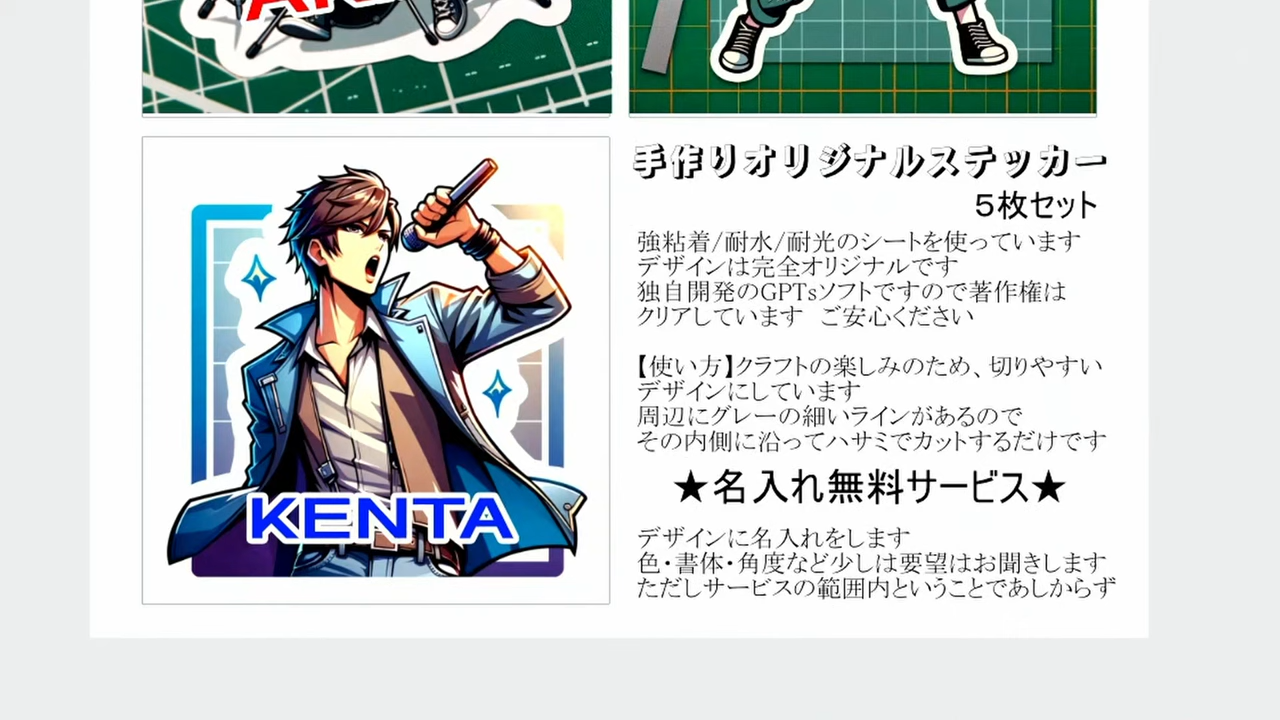 手作りオリジナルステッカー
５枚セット
強粘着/耐水/耐光のシートを使っています
デザインは完全オリジナルです
独自開発のGPTsソフトですので著作権は
クリアしています　ご安心ください
【使い方】クラフトの楽しみのため、切りやすい
デザインにしています
周辺にグレーの細いラインがあるので
その内側に沿ってハサミでカットするだけです
★名入れ無料サービス★
デザインに名入れをします
色・書体・角度など少しは要望はお聞きします
ただしサービスの範囲内ということであしからず
KENTA